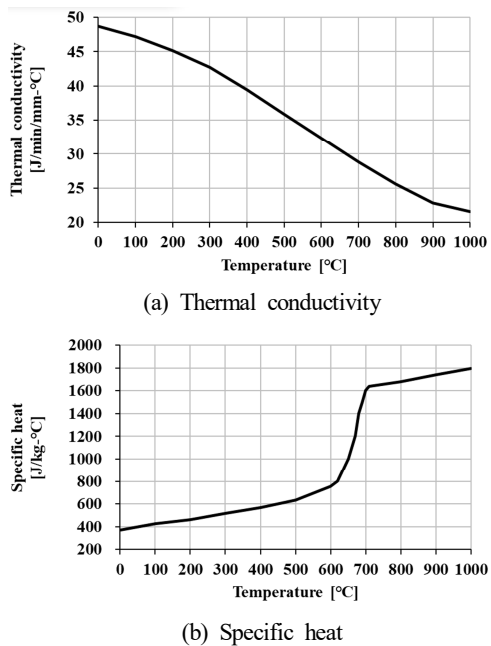 Thermal conductivity
[J/min/mm-°C]
50
45
40
35
30
25
20
0 100 200 300 400 500 600 700 800 900 1000
Temperature [°C]
(a) Thermal conductivity
Specific heat
[J/kg-°C]
2000
1800
1600
1400
1200
1000
800
600
400
200
0 100 200 300 400 500 600 700 800 900 1000
Temperature [°C]
(b) Specific heat